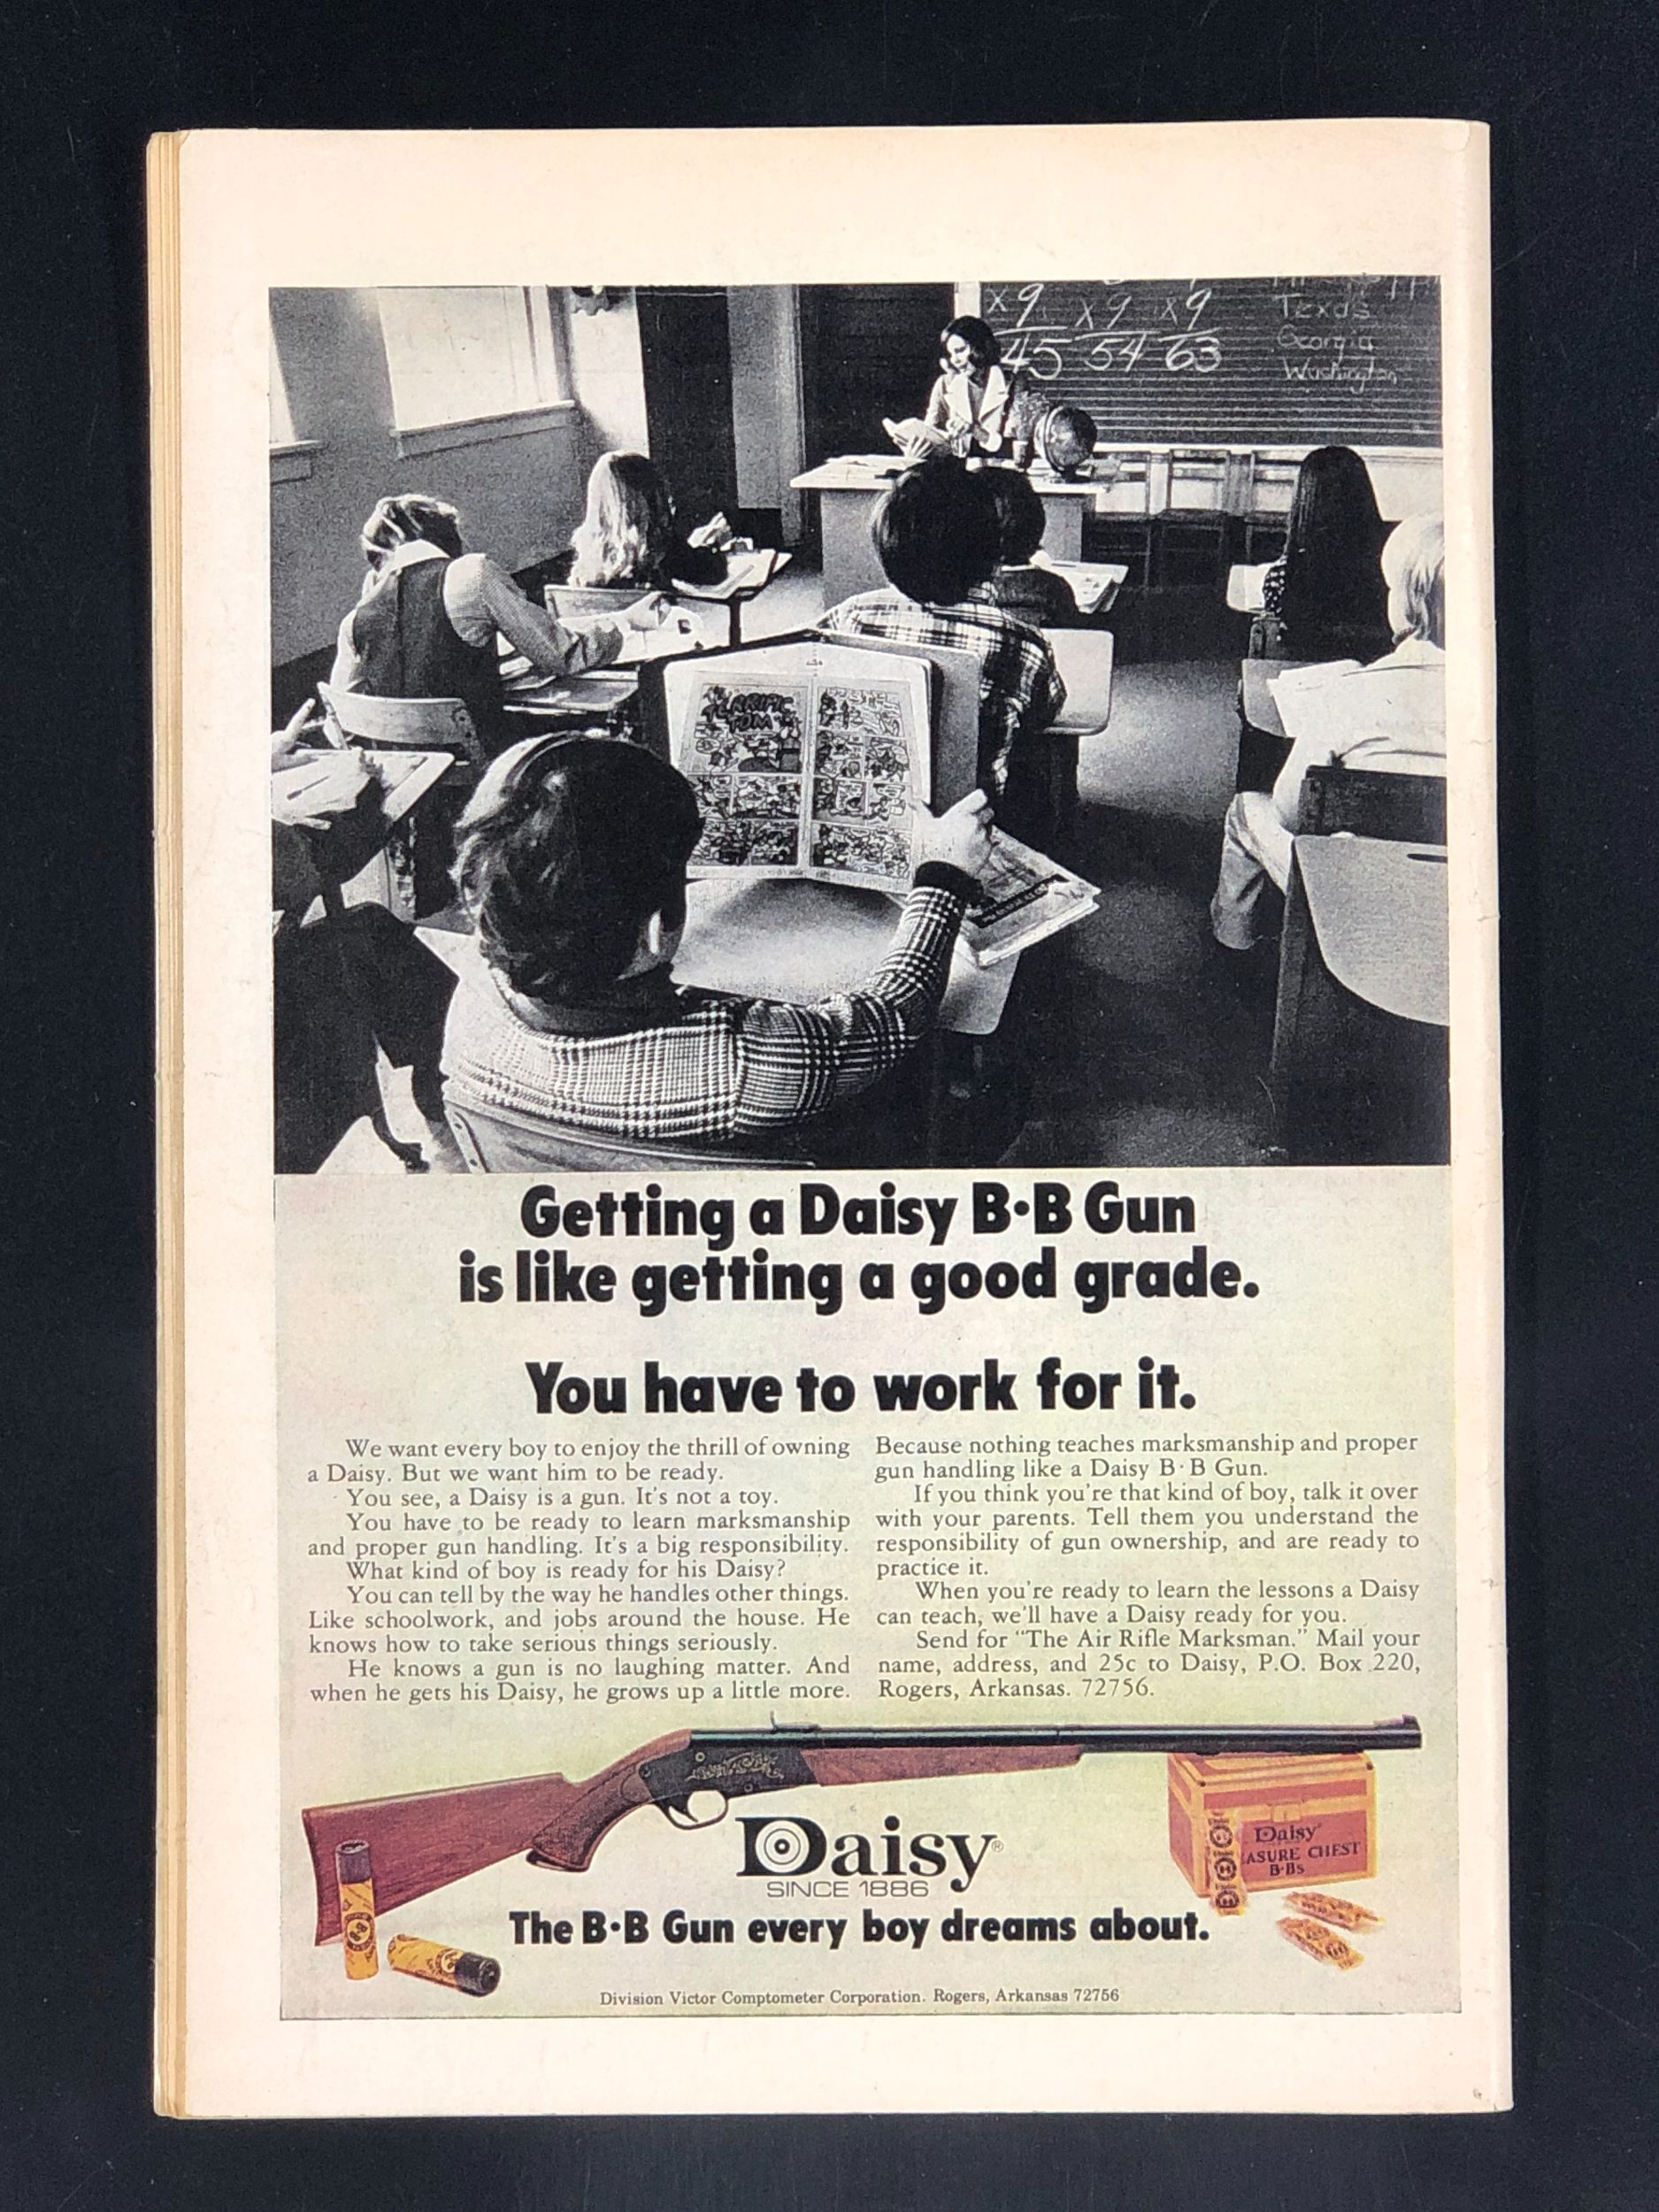 x9 x9 x9
45 54 63
Texas
Georgia
Washington
TERRIFIC
TOM
Getting a Daisy B·B Gun
is like getting a good grade.
You have to work for it.
We want every boy to enjoy the thrill of owning
a Daisy. But we want him to be ready.
You see, a Daisy is a gun. It's not a toy.
You have to be ready to learn marksmanship
and proper gun handling. It's a big responsibility.
What kind of boy is ready for his Daisy?
You can tell by the way he handles other things.
Like schoolwork, and jobs around the house. He
knows how to take serious things seriously.
He knows a gun is no laughing matter. And
when he gets his Daisy, he grows up a little more.
Because nothing teaches marksmanship and proper
gun handling like a Daisy B·B Gun.
If you think you're that kind of boy, talk it over
with your parents. Tell them you understand the
responsibility of gun ownership, and are ready to
practice it.
When you're ready to learn the lessons a Daisy
can teach, we'll have a Daisy ready for you.
Send for "The Air Rifle Marksman." Mail your
name, address, and 25c to Daisy, P.O. Box 220,
Rogers, Arkansas. 72756.
Daisy®
SINCE 1886
Daisy
ASURE CHEST
B·Bs
The B·B Gun every boy dreams about.
Division Victor Comptometer Corporation. Rogers, Arkansas 72756